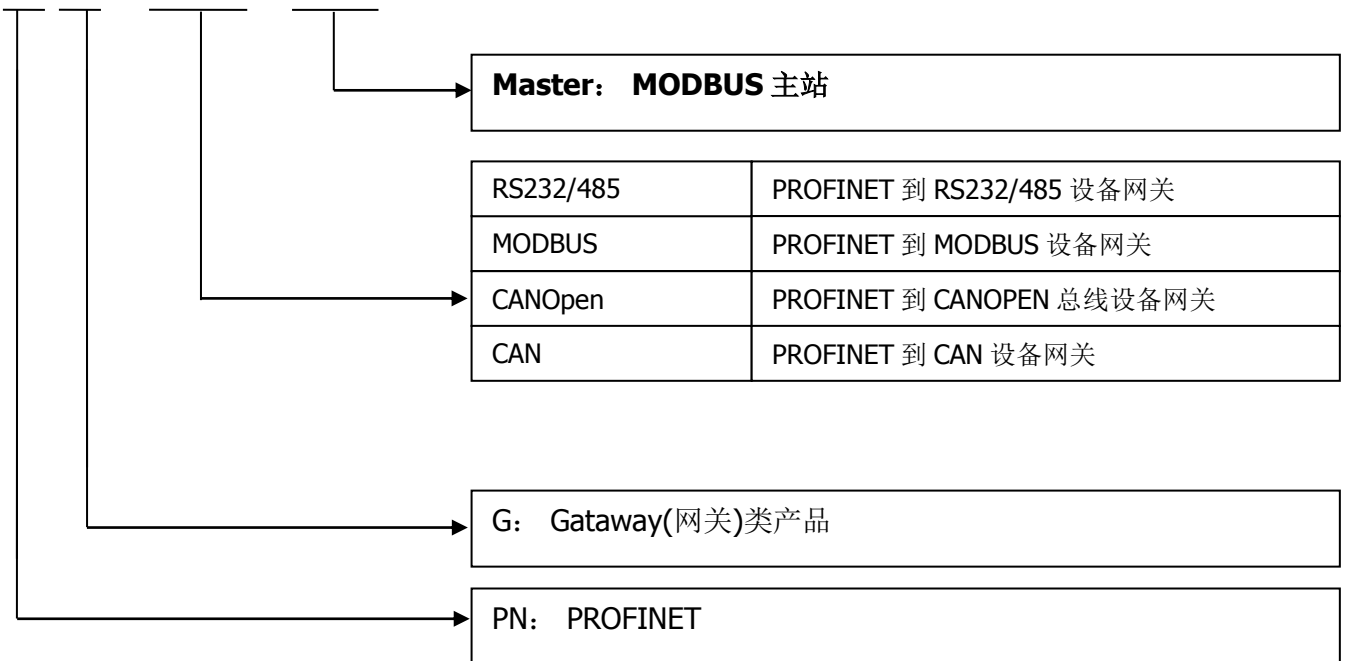 Master： MODBUS 主站
RS232/485 PROFINET 到 RS232/485 设备网关
MODBUS PROFINET 到 MODBUS 设备网关
CANOpen PROFINET 到 CANOPEN 总线设备网关
CAN PROFINET 到 CAN 设备网关
G： Gataway(网关)类产品
PN： PROFINET